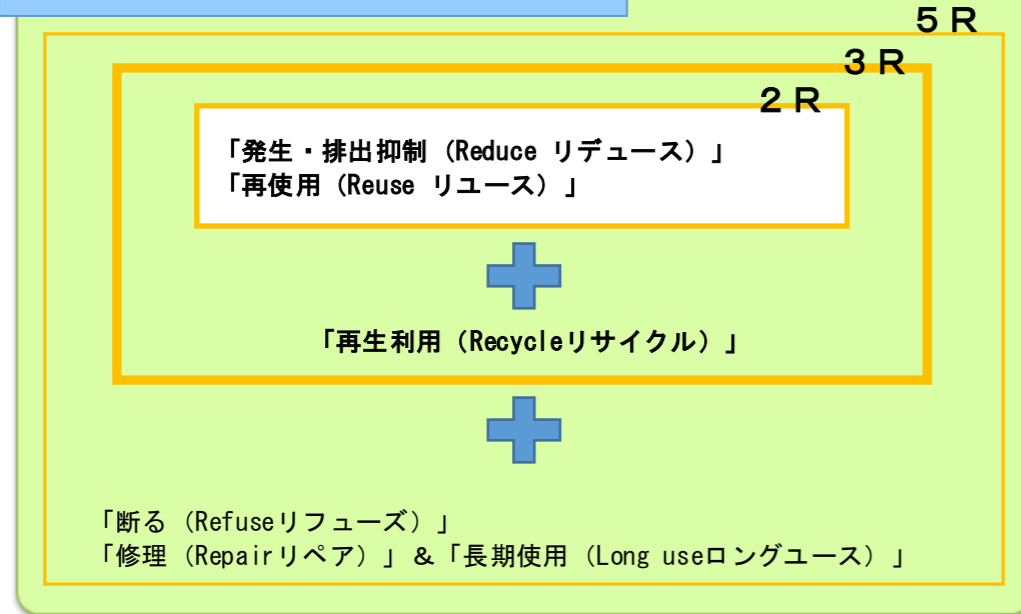 ５Ｒ
３Ｒ
２Ｒ
「発生・排出抑制（Reduce リデュース）」
「再使用（Reuse リユース）」
「再生利用（Recycleリサイクル）」
「断る（Refuseリフューズ）」
「修理（Repairリペア）」＆「長期使用（Long useロングユース）」